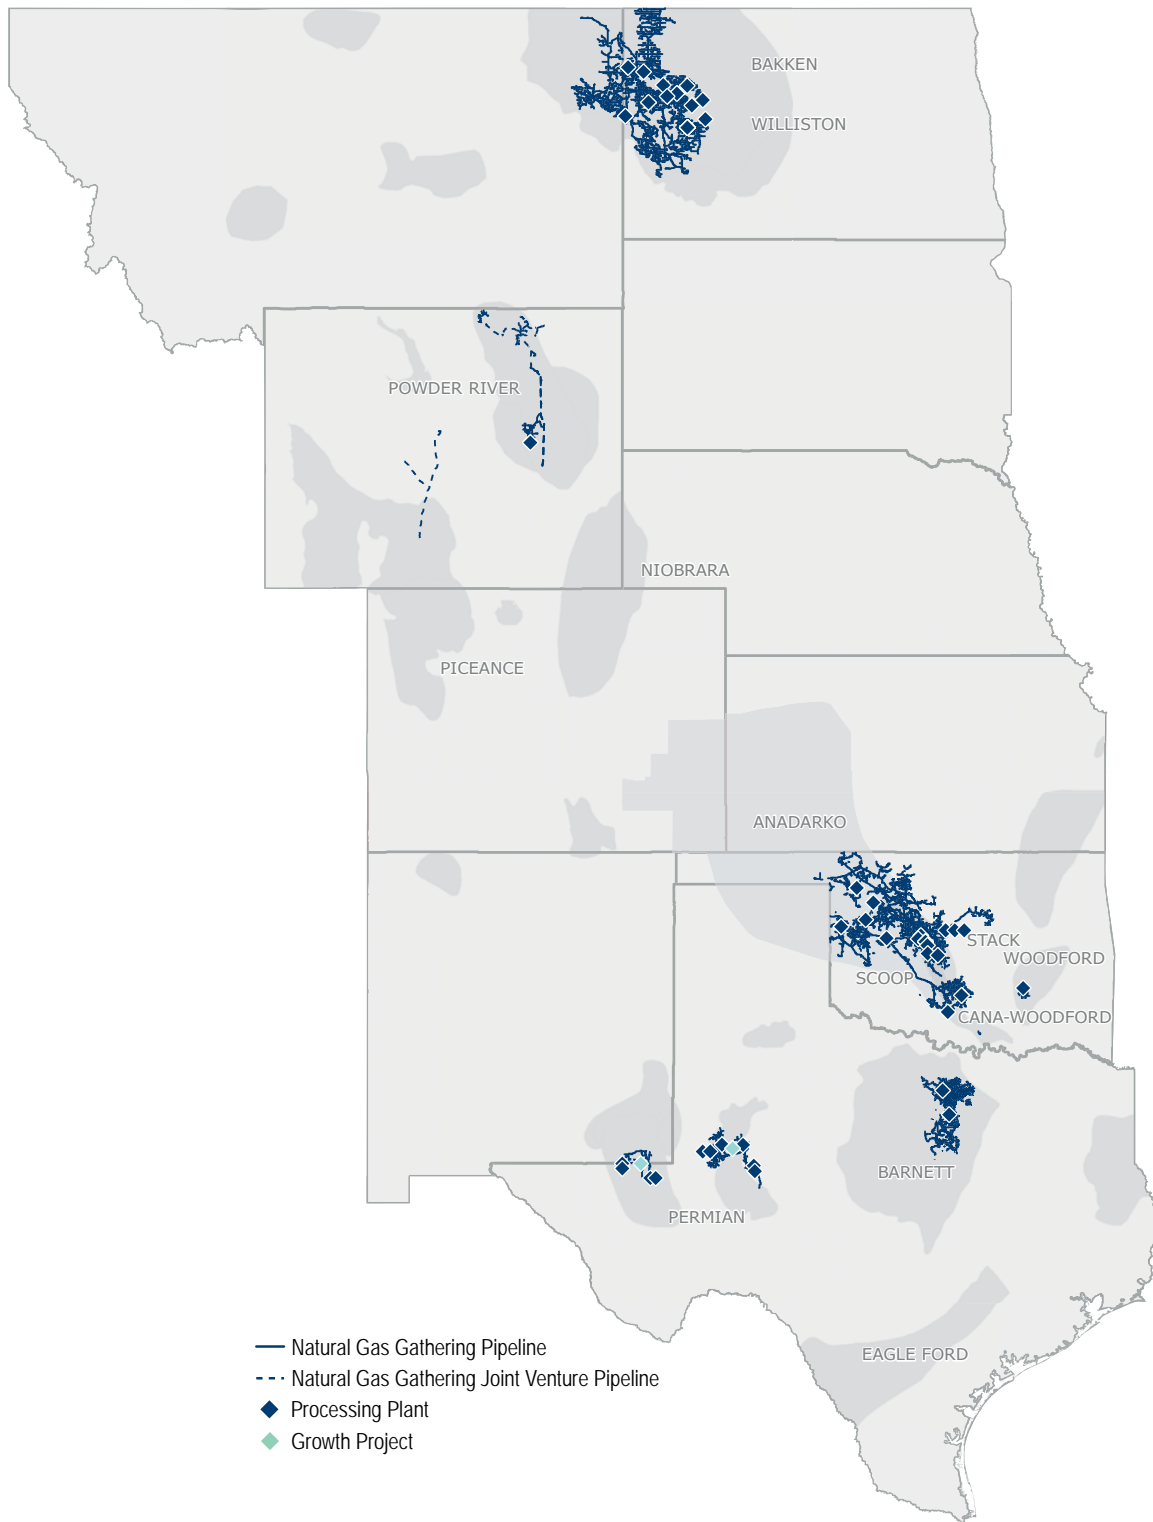 BAKKEN
WILLISTON
POWDER RIVER
NIOBRARA
PICEANCE
ANADARKO
STACK
WOODFORD
SCOOP
CANA-WOODFORD
BARNETT
PERMIAN
EAGLE FORD
Natural Gas Gathering Pipeline
Natural Gas Gathering Joint Venture Pipeline
Processing Plant
Growth Project